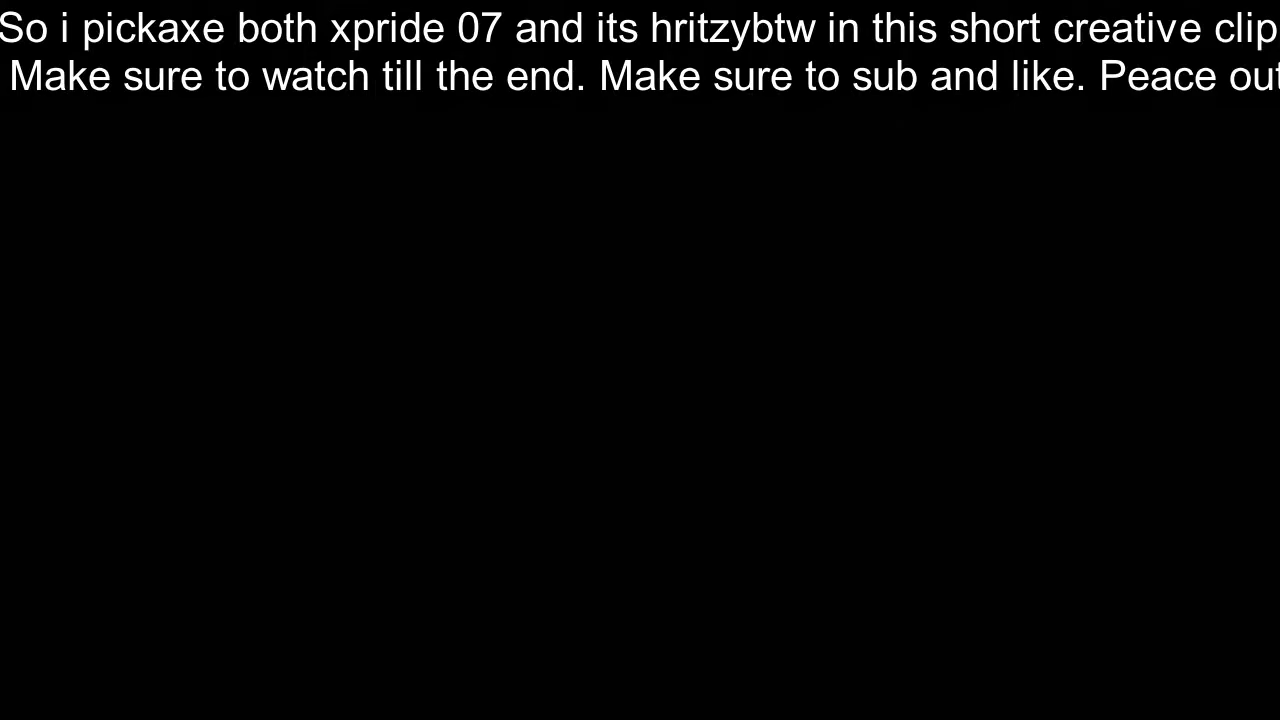 So i pickaxe both xpride 07 and its hritzybtw in this short creative clip
Make sure to watch till the end. Make sure to sub and like. Peace out